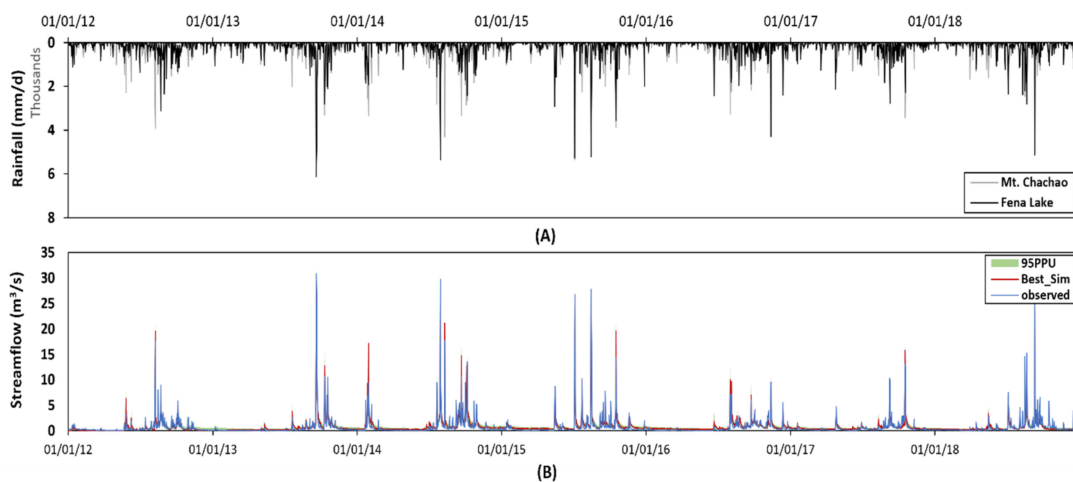 01/01/12 01/01/13 01/01/14 01/01/15 01/01/16 01/01/17 01/01/18
Rainfall (mm/d)
Thousands
0
2
4
6
8
Mt. Chachao
Fena Lake
(A)
Streamflow (m³/s)
35
30
25
20
15
10
5
0
95PPU
Best_Sim
observed
01/01/12 01/01/13 01/01/14 01/01/15 01/01/16 01/01/17 01/01/18
(B)